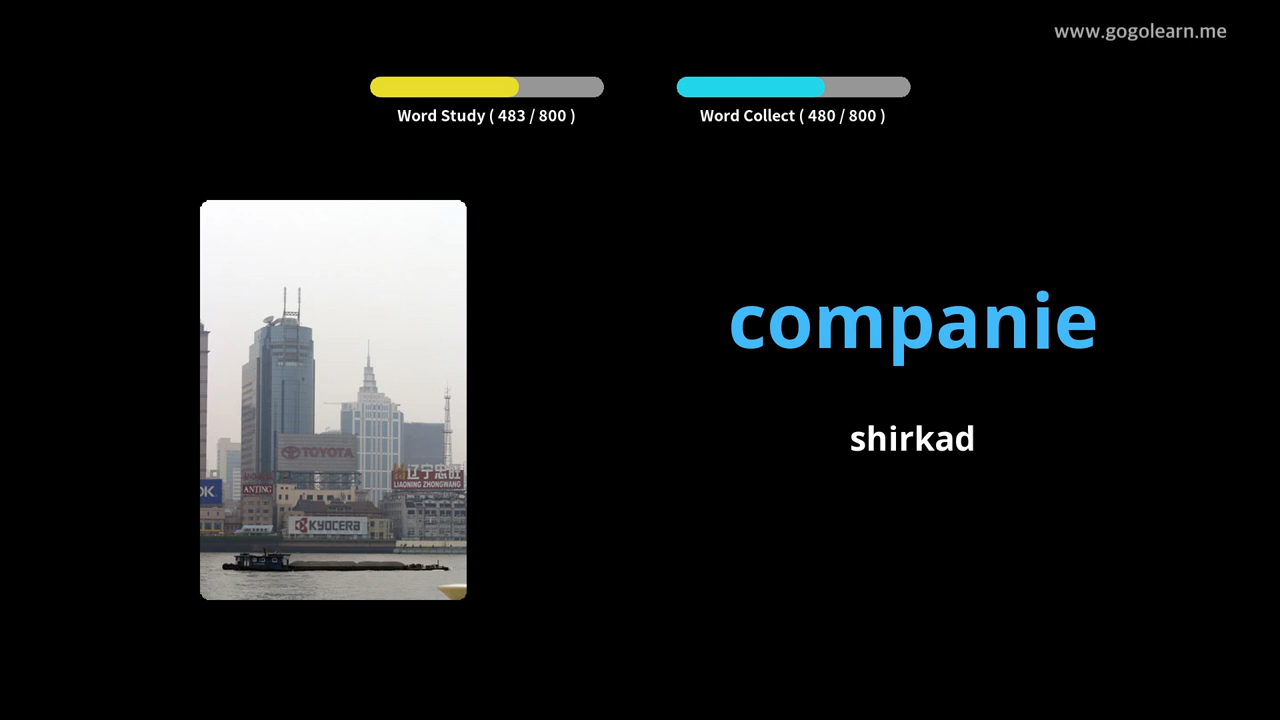 www.gogolearn.me
Word Study ( 483 / 800 )
Word Collect ( 480 / 800 )
companie
shirkad
TOYOTA
辽宁忠旺
LIAONING ZHONGWANG
OK
ANTING
KYOCERA